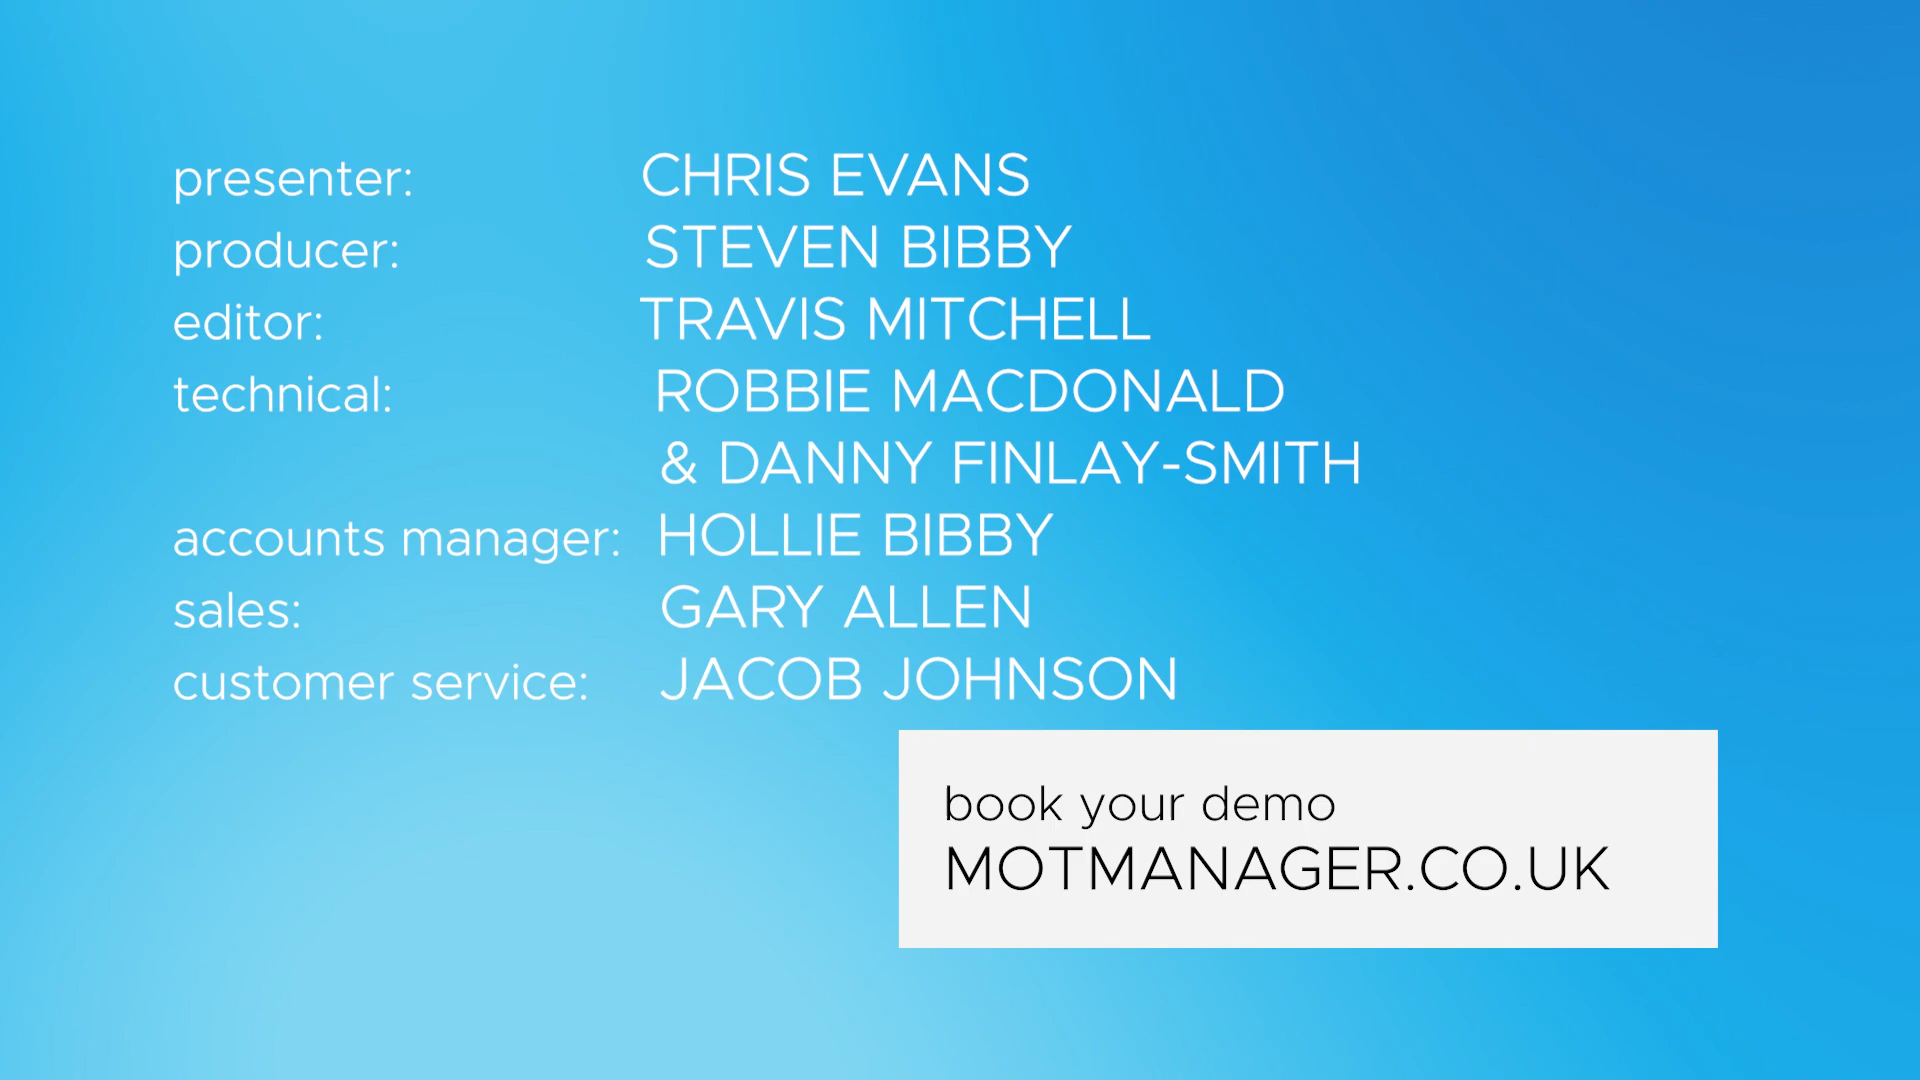 presenter: CHRIS EVANS
producer: STEVEN BIBBY
editor: TRAVIS MITCHELL
technical: ROBBIE MACDONALD
& DANNY FINLAY-SMITH
accounts manager: HOLLIE BIBBY
sales: GARY ALLEN
customer service: JACOB JOHNSON
book your demo
MOTMANAGER.CO.UK